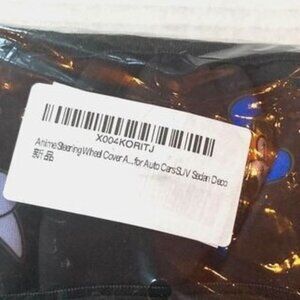 X004KORITJ
Anime Steering Wheel Cover A...for Auto Cars SUV Sedan Deco
新品